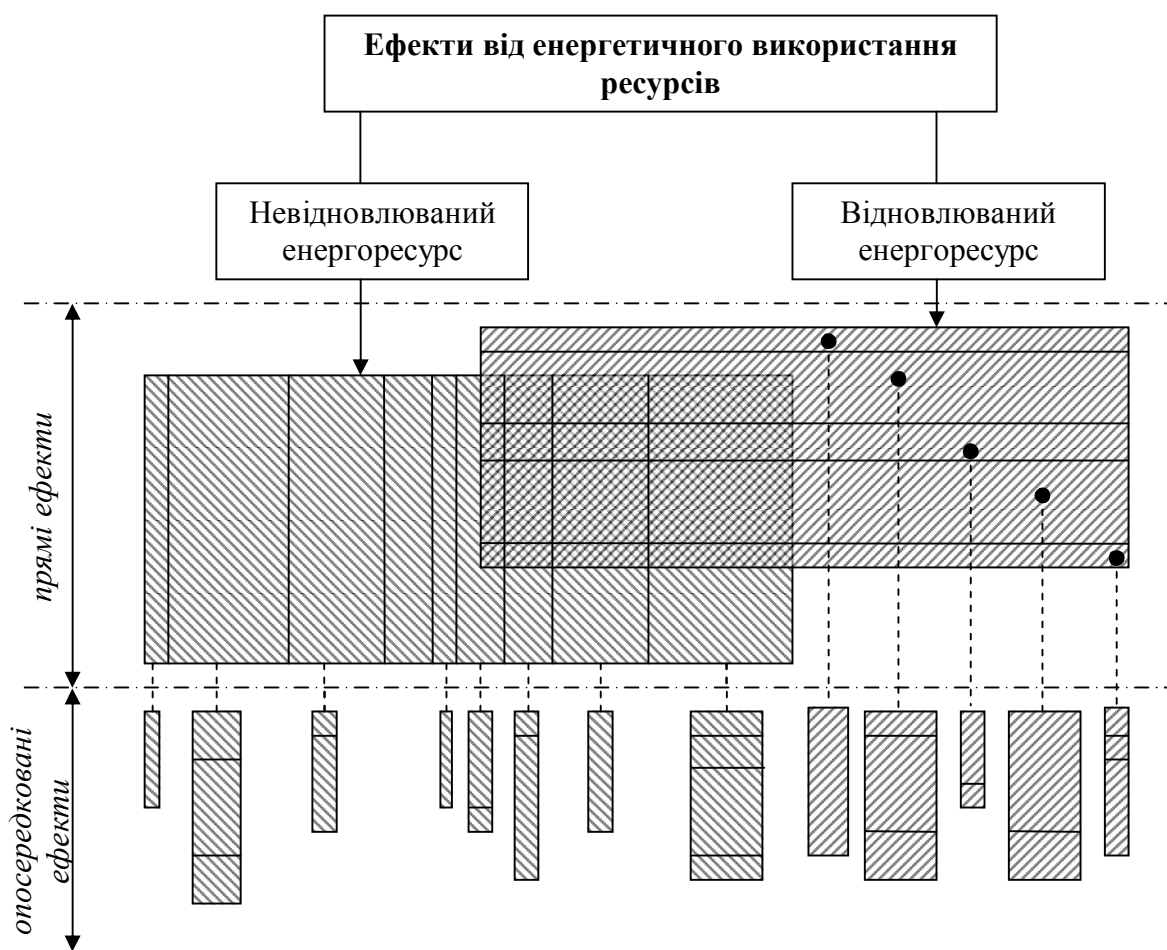 Ефекти від енергетичного використання
ресурсів
Невідновлюваний
енергоресурс
Відновлюваний
енергоресурс
прямі ефекти
опосередковані
ефекти